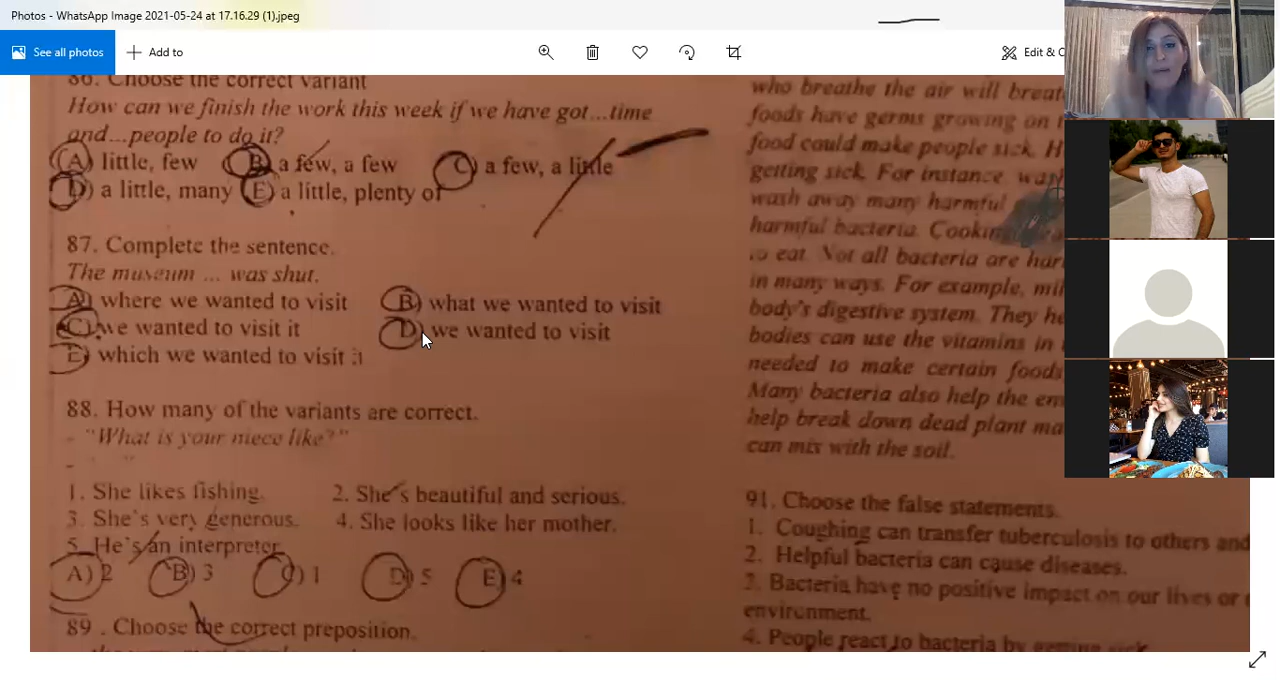 Photos - WhatsApp Image 2021-05-24 at 17.16.29 (1).jpeg
See all photos
Add to
Edit & C
86. Choose the correct variant
How can we finish the work this week if we have got...time
and...people to do it?
A) little, few B) a few, a few C) a few, a little
D) a little, many E) a little, plenty of
87. Complete the sentence.
The museum ... was shut.
A) where we wanted to visit B) what we wanted to visit
C) we wanted to visit it D) we wanted to visit
E) which we wanted to visit it
88. How many of the variants are correct.
- "What is your niece like?"
- "
1. She likes fishing. 2. She's beautiful and serious.
3. She's very generous. 4. She looks like her mother.
5. He's an interpreter
A) 2 B) 3 C) 1 D) 5 E) 4
89 . Choose the correct preposition.
who breathe the air will
foods have germs growing on
food could make people sick. H
getting sick. For instance
wash away many harmful
harmful bacteria.
to eat. Not all bacteria are
in many ways. For example,
body's digestive system. They he
bodies can use the vitamins in
needed to make certain foods
Many bacteria also help the
help break down dead plant
can mix with the soil.
91. Choose the false statements.
1. Coughing can transfer tuberculosis to others and
2. Helpful bacteria can cause diseases.
3. Bacteria have no positive impact on our lives or
environment.
4. People react to bacteria by getting sick